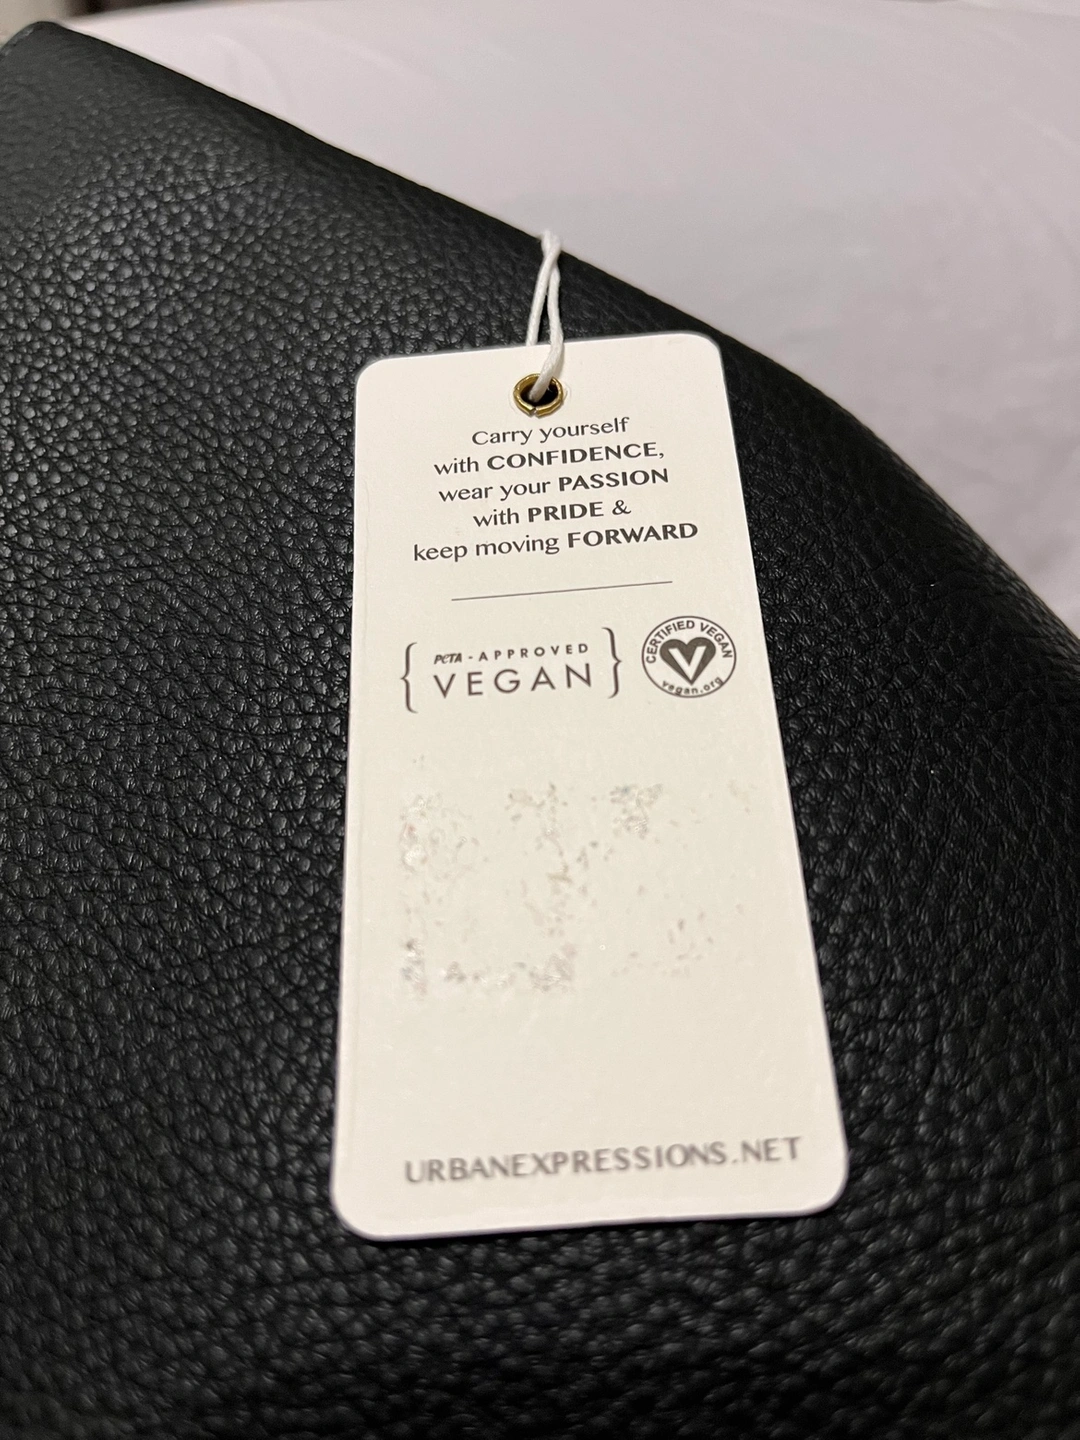 Carry yourself
with CONFIDENCE,
wear your PASSION
with PRIDE &
keep moving FORWARD
PETA - APPROVED
VEGAN
CERTIFIED VEGAN
V
vegan.org
URBANEXPRESSIONS.NET